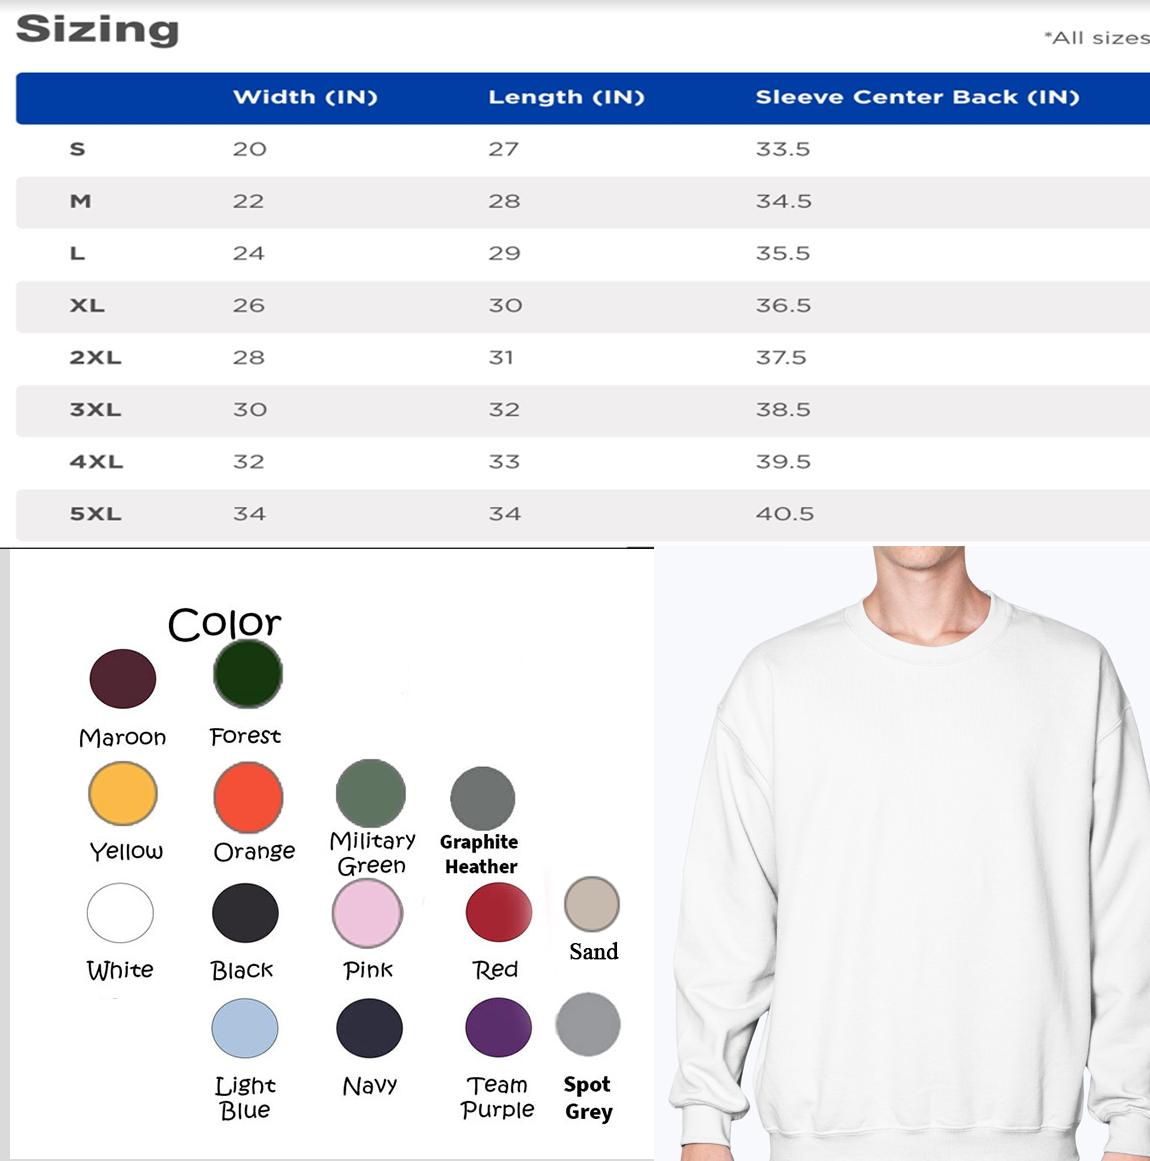 Sizing
*All sizes
Width (IN) Length (IN) Sleeve Center Back (IN)
S 20 27 33.5
M 22 28 34.5
L 24 29 35.5
XL 26 30 36.5
2XL 28 31 37.5
3XL 30 32 38.5
4XL 32 33 39.5
5XL 34 34 40.5
Color
Maroon Forest
Yellow Orange Military Green Graphite Heather
White Black Pink Red Sand
Light Blue Navy Team Purple Spot Grey